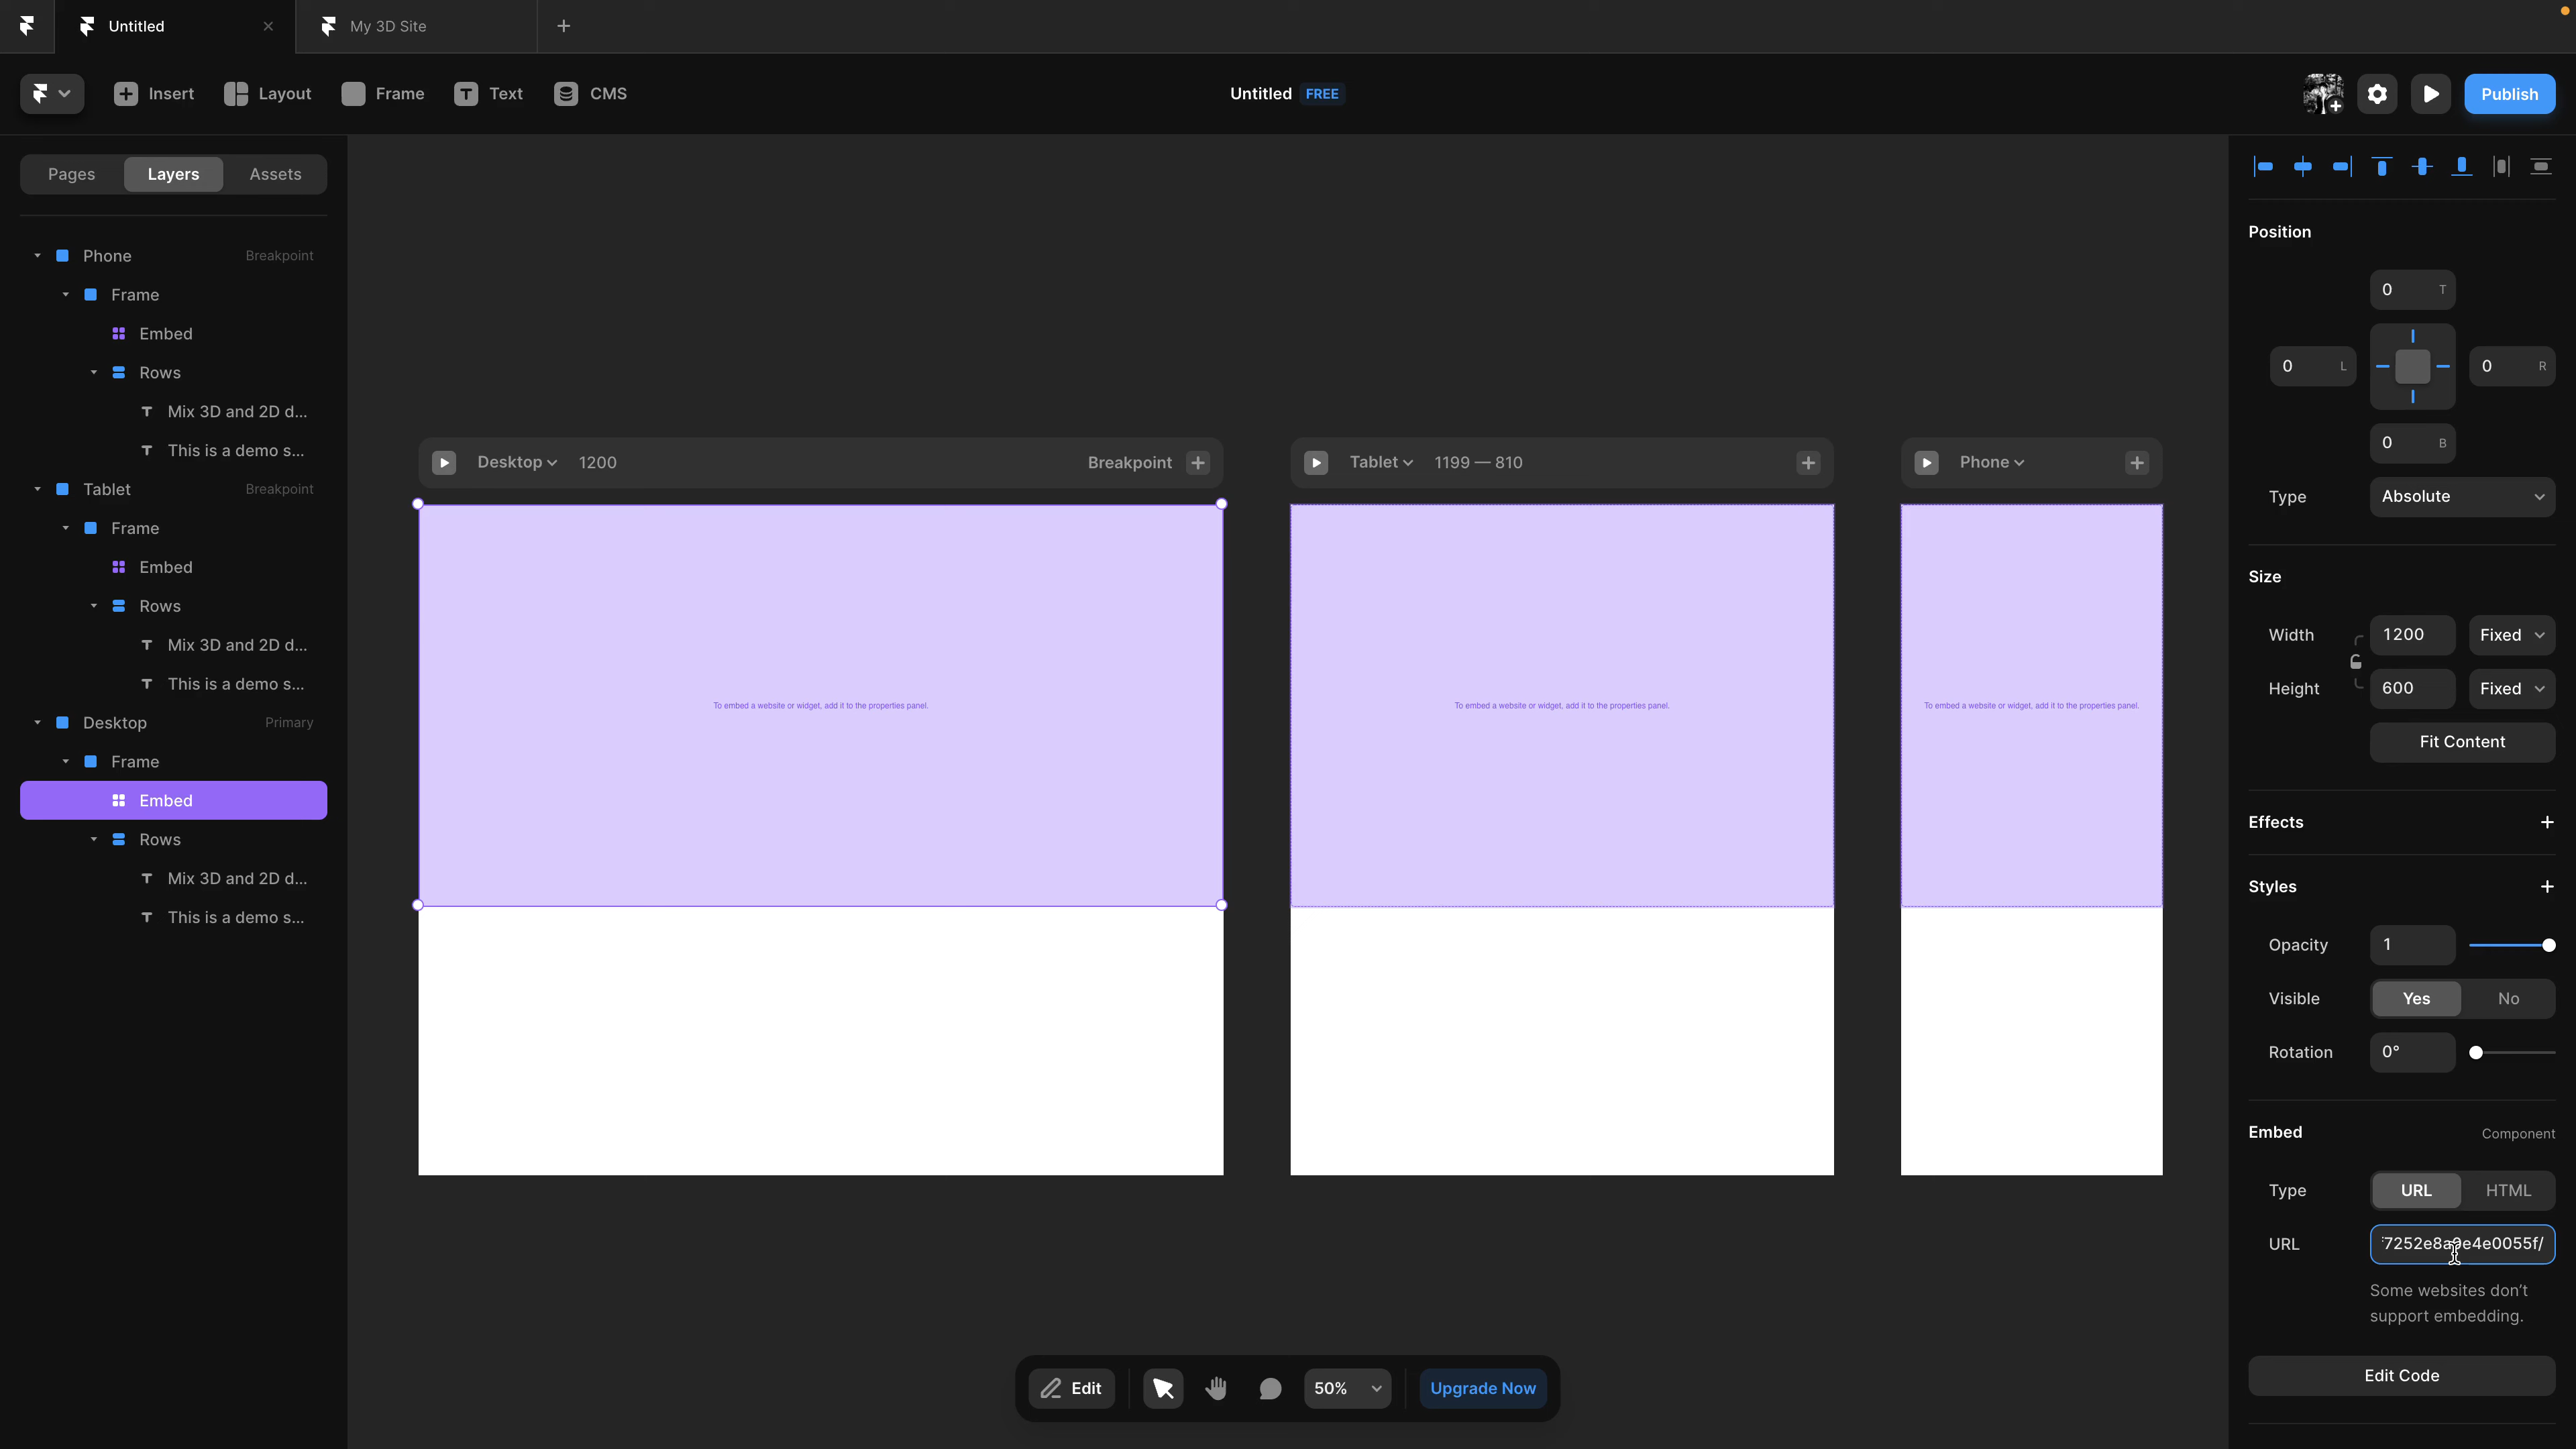 Untitled
My 3D Site
Insert
Layout
Frame
Text
CMS
Untitled FREE
Publish
Pages
Layers
Assets
Phone Breakpoint
Frame
Embed
Rows
Mix 3D and 2D d...
This is a demo s...
Tablet Breakpoint
Frame
Embed
Rows
Mix 3D and 2D d...
This is a demo s...
Desktop Primary
Frame
Embed
Rows
Mix 3D and 2D d...
This is a demo s...
Desktop 1200 Breakpoint
To embed a website or widget, add it to the properties panel.
Tablet 1199 — 810
To embed a website or widget, add it to the properties panel.
Phone
To embed a website or widget, add it to the properties panel.
Edit
50%
Upgrade Now
Position
0 T
0 L
0 R
0 B
Type Absolute
Size
Width 1200 Fixed
Height 600 Fixed
Fit Content
Effects
Styles
Opacity 1
Visible Yes No
Rotation 0°
Embed Component
Type URL HTML
URL
Some websites don't
support embedding.
Edit Code